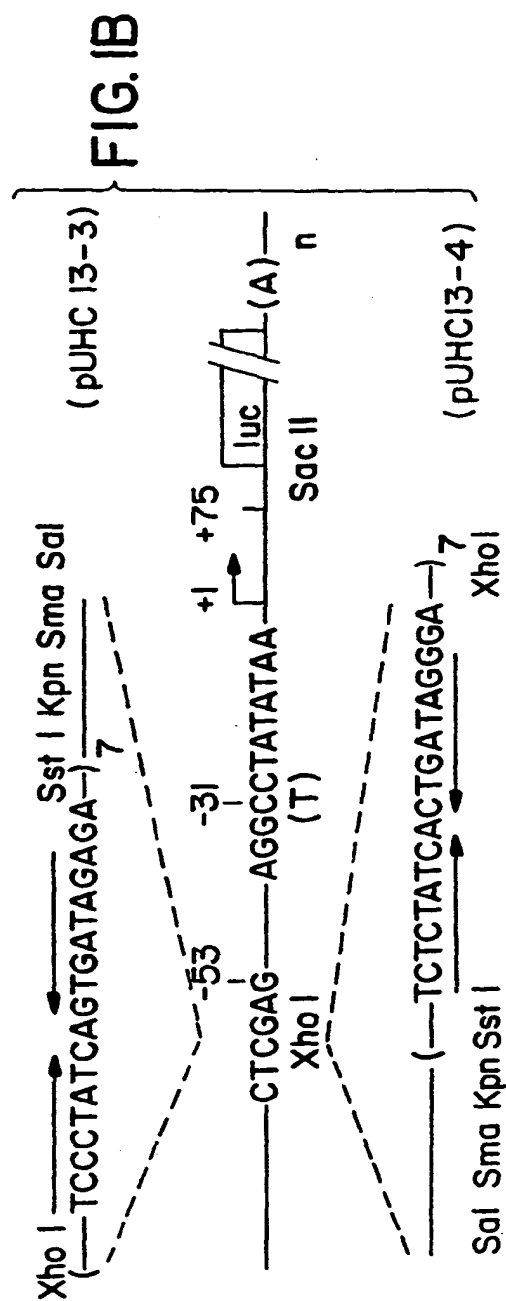 FIG. 1B
(pUHC 13-3)
Xho I
Sst I Kpn Sma Sal
(—TCCCTATCAGTGATAGAGA—)7
-53
-31
+1
+75
CTCGAG
AGGCCTATATAA
luc
(A)
n
Xho I
(T)
Sac II
(—TCTCTATCACTGATAGGGA—)7
Sal Sma Kpn Sst I
Xho I
(pUHC13-4)